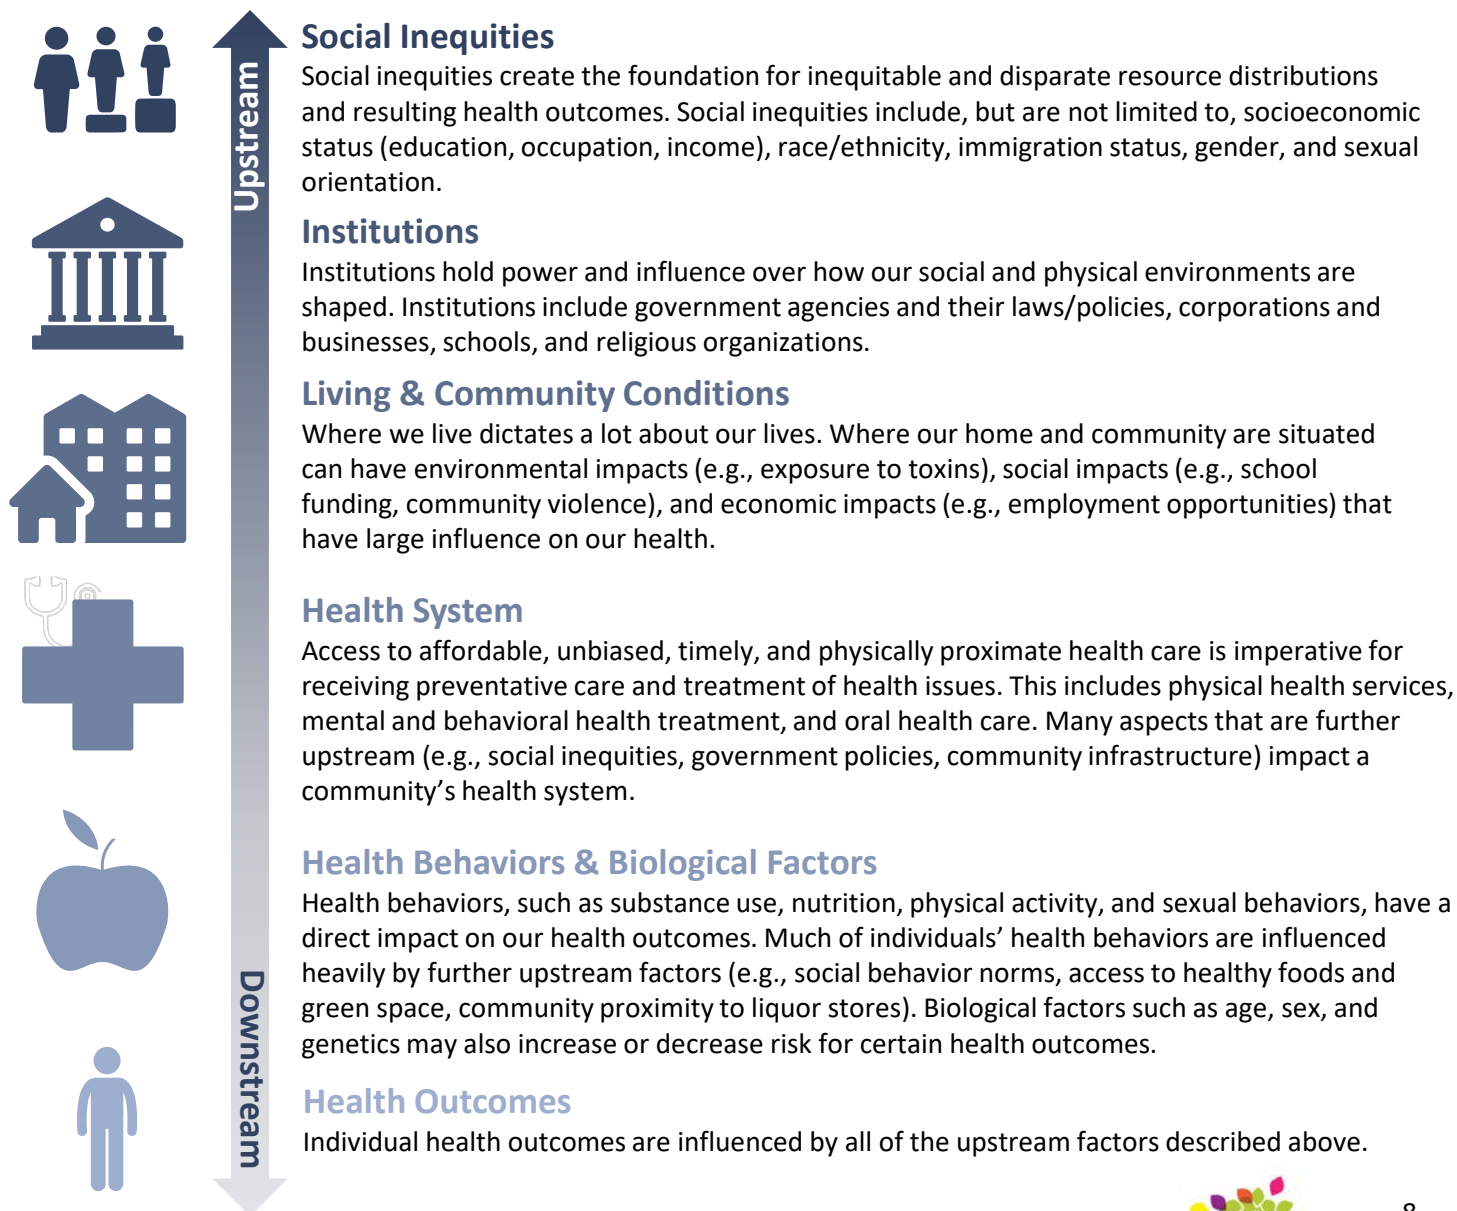 Social Inequities
Upstream
Social inequities create the foundation for inequitable and disparate resource distributions
and resulting health outcomes. Social inequities include, but are not limited to, socioeconomic
status (education, occupation, income), race/ethnicity, immigration status, gender, and sexual
orientation.
Institutions
Institutions hold power and influence over how our social and physical environments are
shaped. Institutions include government agencies and their laws/policies, corporations and
businesses, schools, and religious organizations.
Living & Community Conditions
Where we live dictates a lot about our lives. Where our home and community are situated
can have environmental impacts (e.g., exposure to toxins), social impacts (e.g., school
funding, community violence), and economic impacts (e.g., employment opportunities) that
have large influence on our health.
Health System
Access to affordable, unbiased, timely, and physically proximate health care is imperative for
receiving preventative care and treatment of health issues. This includes physical health services,
mental and behavioral health treatment, and oral health care. Many aspects that are further
upstream (e.g., social inequities, government policies, community infrastructure) impact a
community’s health system.
Health Behaviors & Biological Factors
Health behaviors, such as substance use, nutrition, physical activity, and sexual behaviors, have a
direct impact on our health outcomes. Much of individuals’ health behaviors are influenced
heavily by further upstream factors (e.g., social behavior norms, access to healthy foods and
green space, community proximity to liquor stores). Biological factors such as age, sex, and
genetics may also increase or decrease risk for certain health outcomes.
Downstream
Health Outcomes
Individual health outcomes are influenced by all of the upstream factors described above.
8